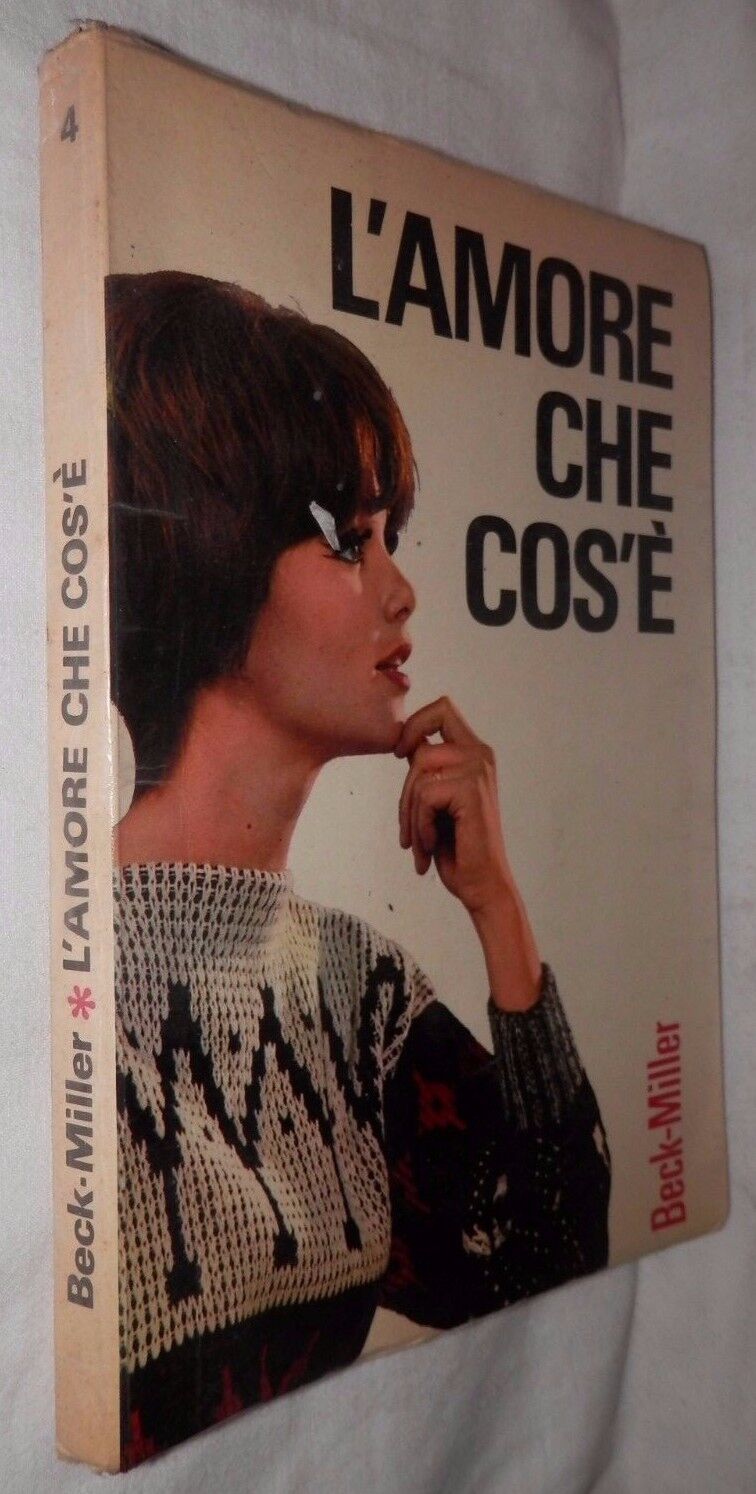 4
Beck-Miller * L'AMORE CHE COS'È
L'AMORE
CHE
COS'È
Beck-Miller